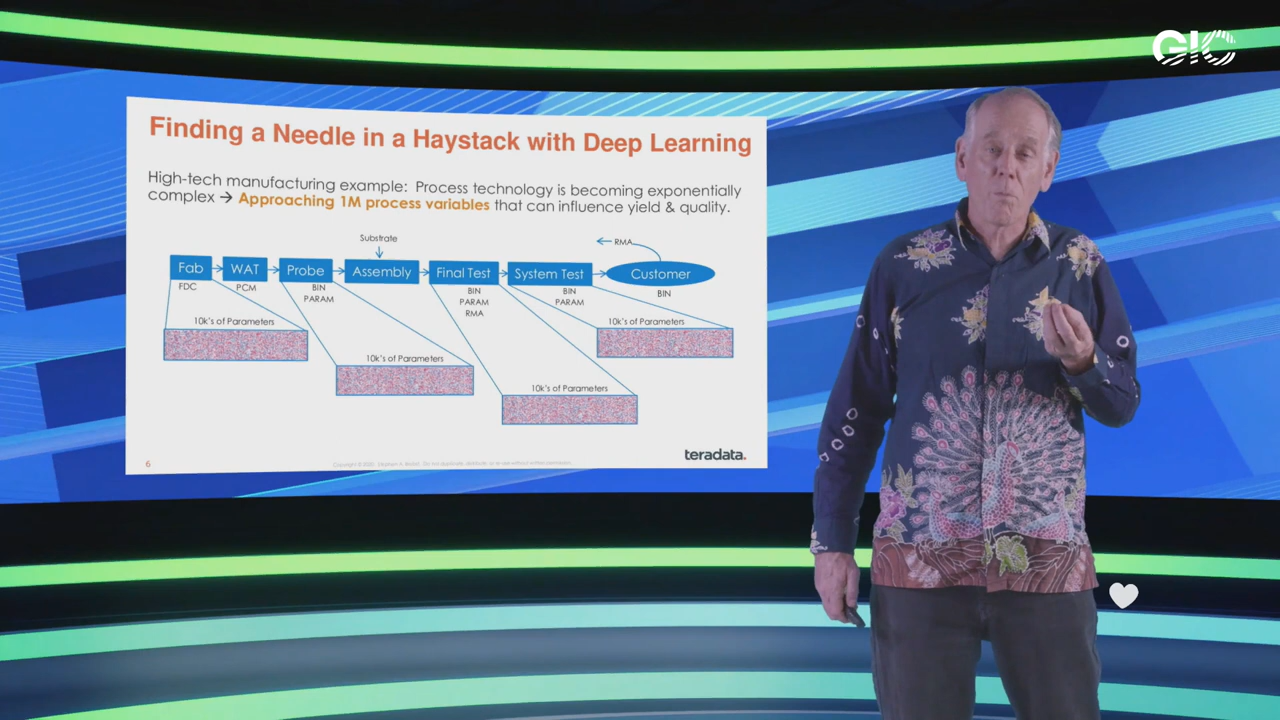 GIC
Finding a Needle in a Haystack with Deep Learning
High-tech manufacturing example: Process technology is becoming exponentially
complex → Approaching 1M process variables that can influence yield & quality.
Substrate
RMA
Fab
WAT
Probe
Assembly
Final Test
System Test
Customer
FDC
PCM
BIN
PARAM
BIN
PARAM
RMA
BIN
PARAM
BIN
10k's of Parameters
10k's of Parameters
10k's of Parameters
10k's of Parameters
6
teradata.